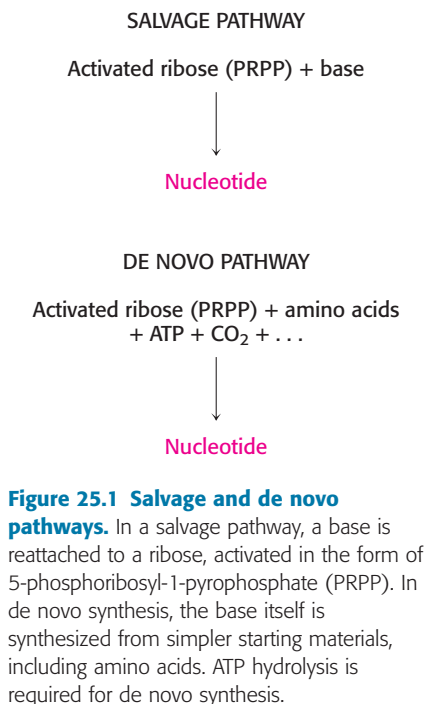 SALVAGE PATHWAY
Activated ribose (PRPP) + base
Nucleotide
DE NOVO PATHWAY
Activated ribose (PRPP) + amino acids
+ ATP + CO₂ + . . .
Nucleotide
Figure 25.1 Salvage and de novo
pathways. In a salvage pathway, a base is
reattached to a ribose, activated in the form of
5-phosphoribosyl-1-pyrophosphate (PRPP). In
de novo synthesis, the base itself is
synthesized from simpler starting materials,
including amino acids. ATP hydrolysis is
required for de novo synthesis.